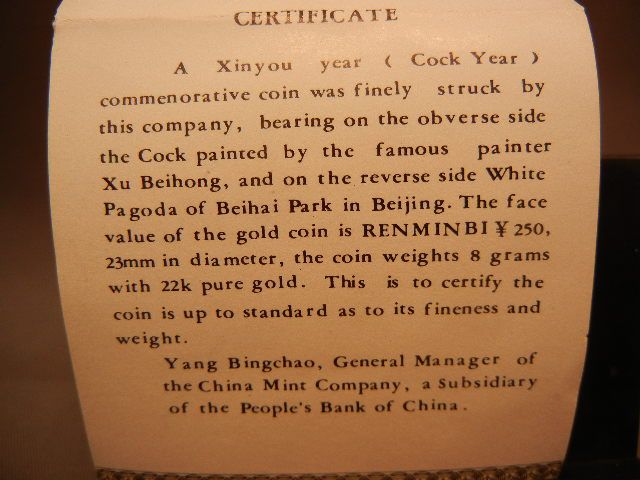 CERTIFICATE
A Xinyou year ( Cock Year )
commenorative coin was finely struck by
this company, bearing on the obverse side
the Cock painted by the famous painter
Xu Beihong, and on the reverse side White
Pagoda of Beihai Park in Beijing. The face
value of the gold coin is RENMINBI ¥ 250,
23mm in diameter, the coin weights 8 grams
with 22k pure gold. This is to certify the
coin is up to standard as to its fineness and
weight.
Yang Bingchao, General Manager of
the China Mint Company, a Subsidiary
of the People's Bank of China.